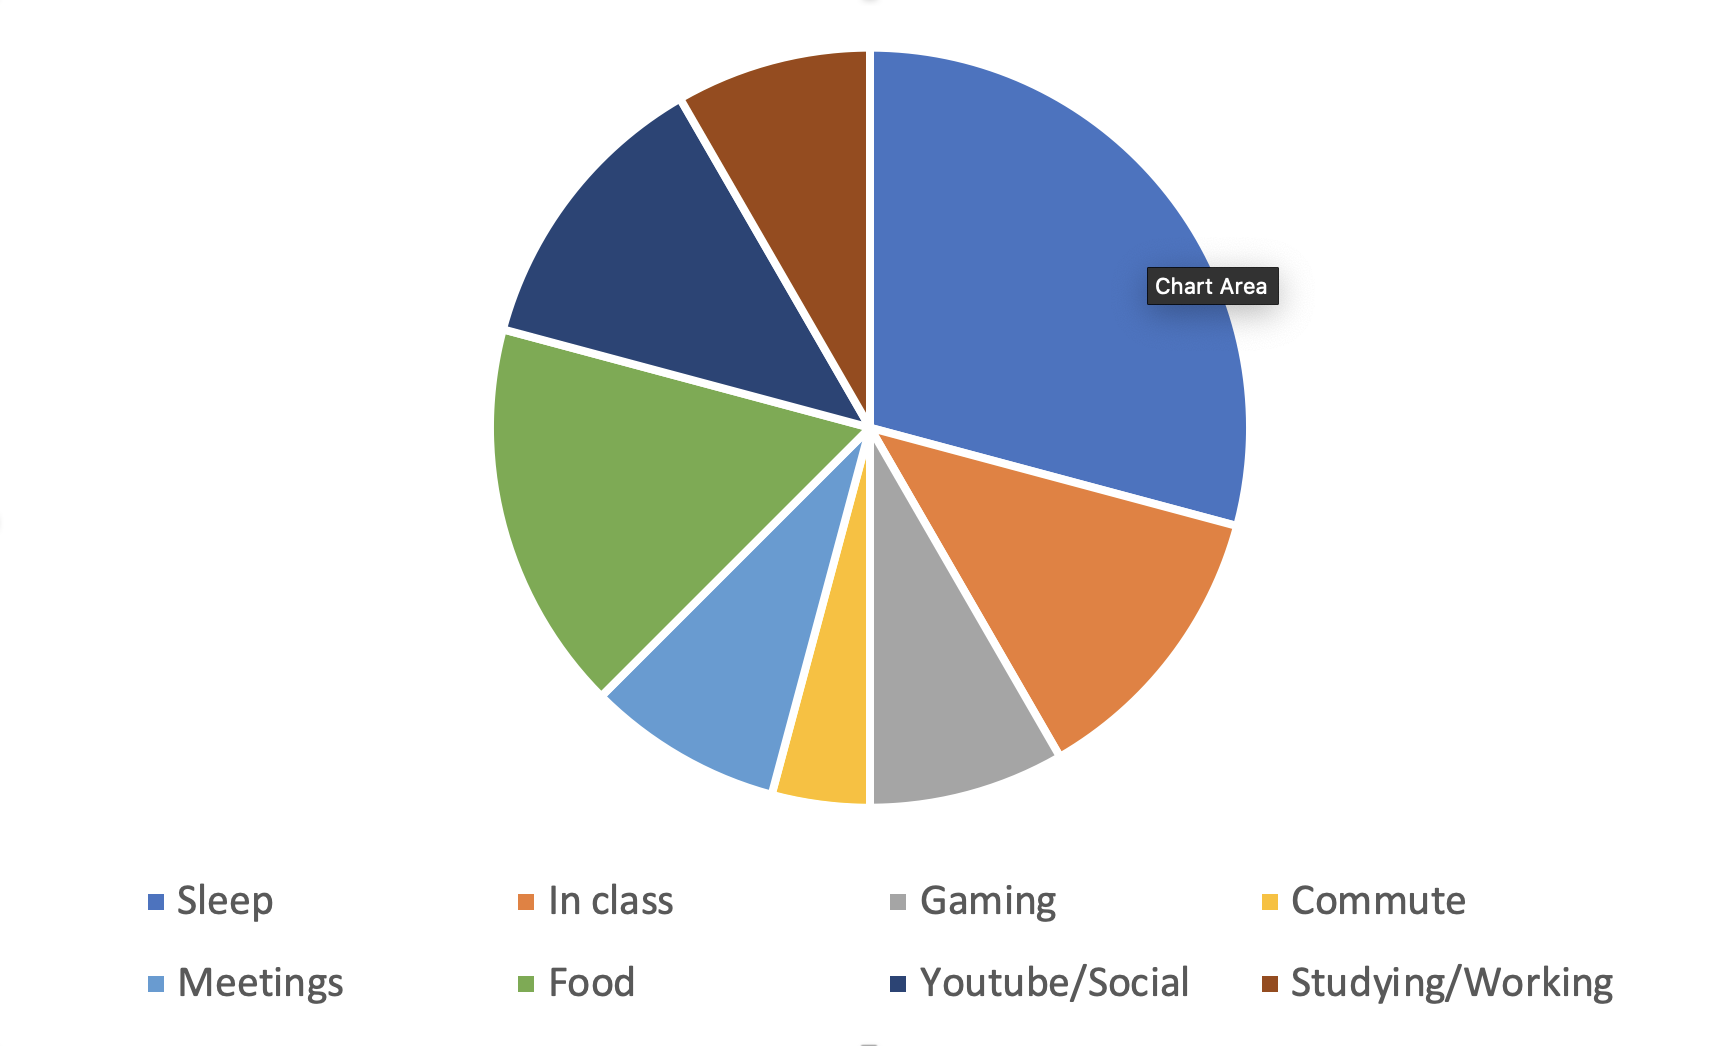 Chart Area
Sleep In class Gaming Commute
Meetings Food Youtube/Social Studying/Working